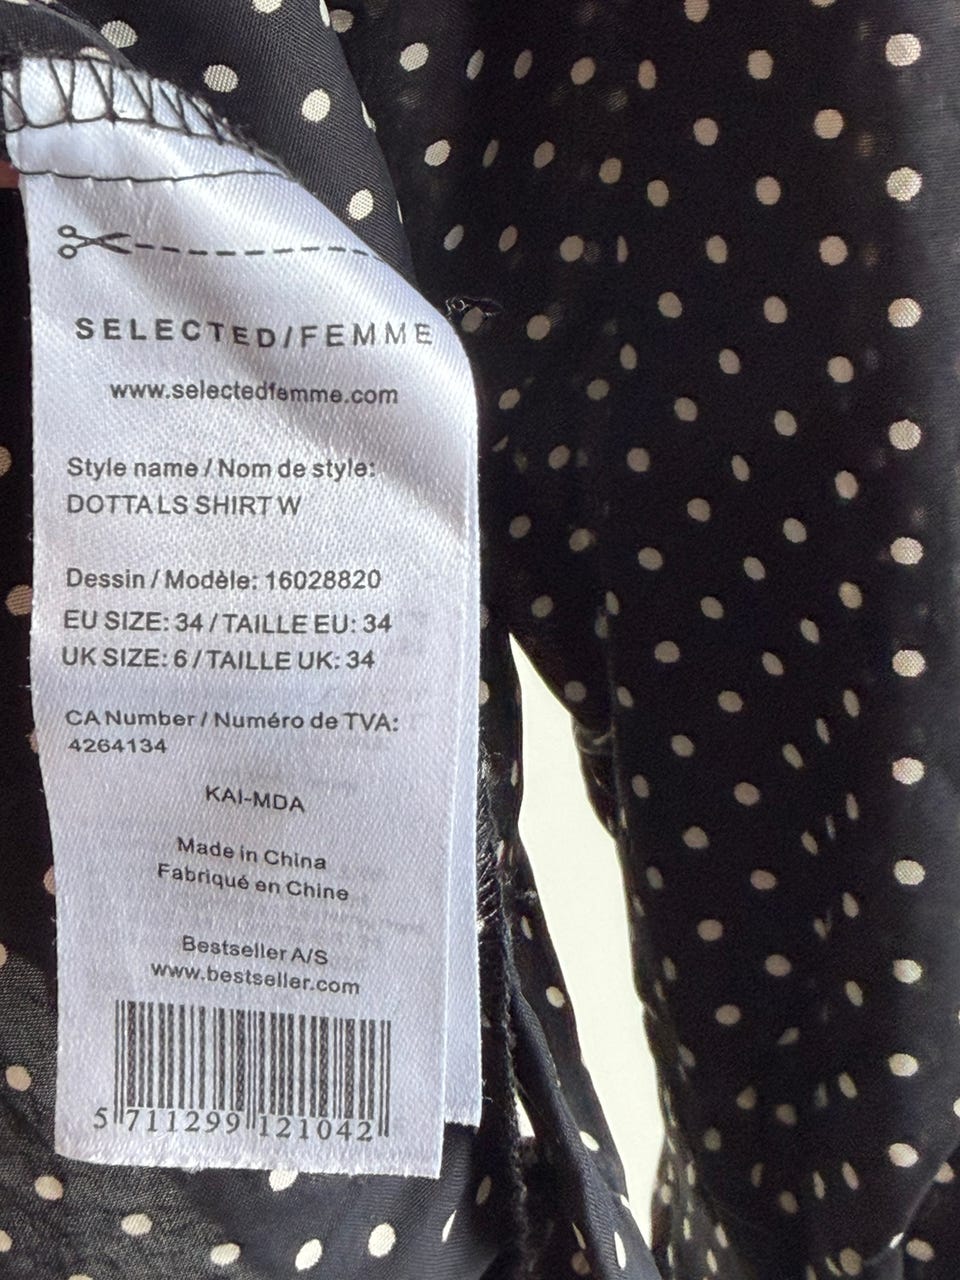 SELECTED/FEMME
www.selectedfemme.com
Style name / Nom de style:
DOTTA LS SHIRT W
Dessin / Modèle: 16028820
EU SIZE: 34 / TAILLE EU: 34
UK SIZE: 6 / TAILLE UK: 34
CA Number / Numéro de TVA:
4264134
KAI-MDA
Made in China
Fabriqué en Chine
Bestseller A/S
www.bestseller.com
5 711299 121042